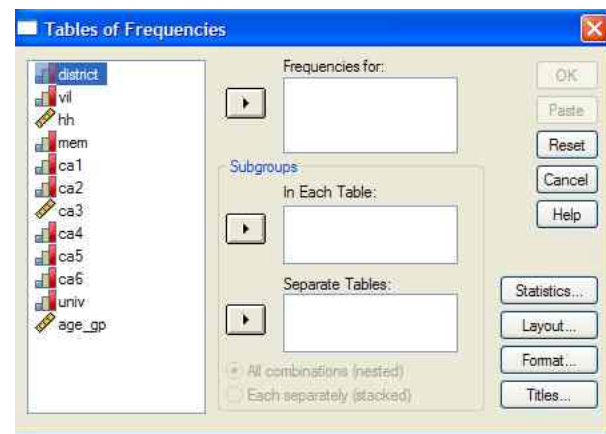 Tables of Frequencies
district
vil
hh
mem
ca1
ca2
ca3
ca4
ca5
ca6
univ
age_gp
Frequencies for:
Subgroups
In Each Table:
Separate Tables:
All combinations (nested)
Each separately (stacked)
OK
Paste
Reset
Cancel
Help
Statistics...
Layout...
Format...
Titles...